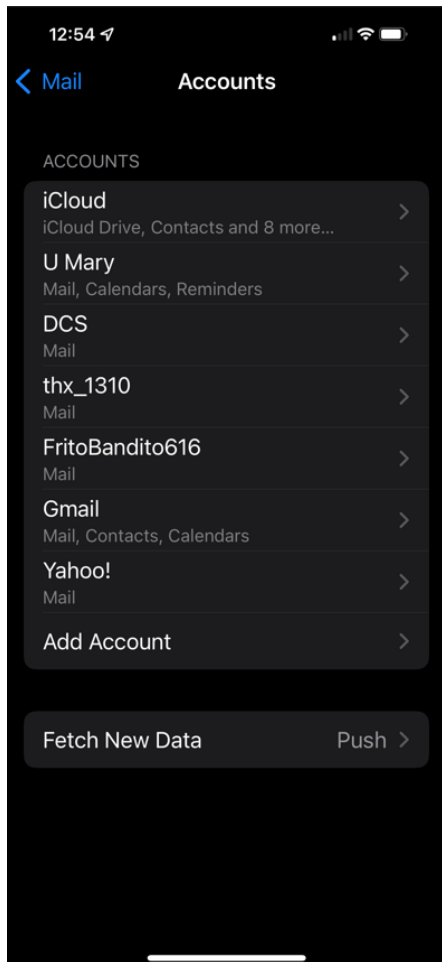 12:54
Mail
Accounts
ACCOUNTS
iCloud
iCloud Drive, Contacts and 8 more...
U Mary
Mail, Calendars, Reminders
DCS
Mail
thx_1310
Mail
FritoBandito616
Mail
Gmail
Mail, Contacts, Calendars
Yahoo!
Mail
Add Account
Fetch New Data Push